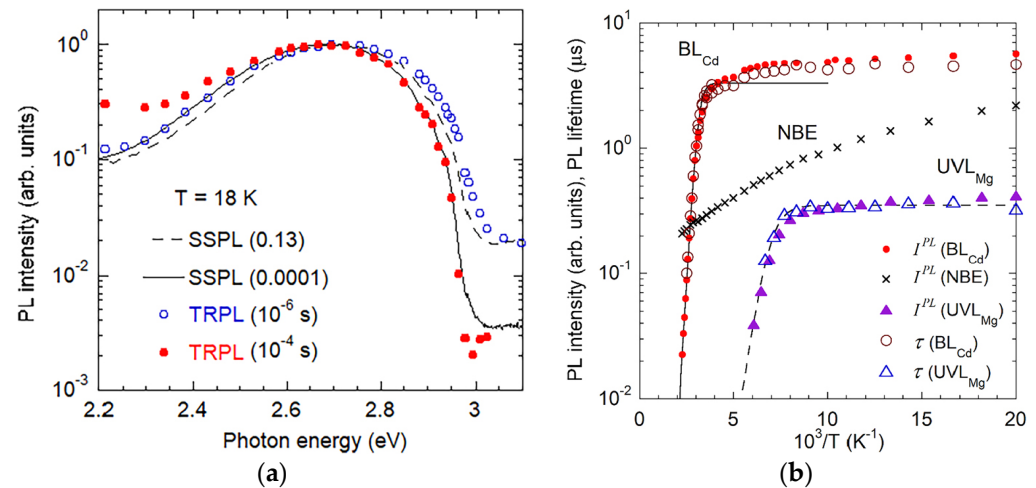 10⁰
10⁻¹
10⁻²
10⁻³
PL intensity (arb. units)
T = 18 K
SSPL (0.13)
SSPL (0.0001)
TRPL (10⁻⁶ s)
TRPL (10⁻⁴ s)
2.2 2.4 2.6 2.8 3
Photon energy (eV)
(a)
10¹
10⁰
10⁻¹
10⁻²
PL intensity (arb. units), PL lifetime (µs)
BL_Cd
NBE
UVL_Mg
I^PL (BL_Cd)
I^PL (NBE)
I^PL (UVL_Mg)
τ (BL_Cd)
τ (UVL_Mg)
0 5 10 15 20
10³/T (K⁻¹)
(b)